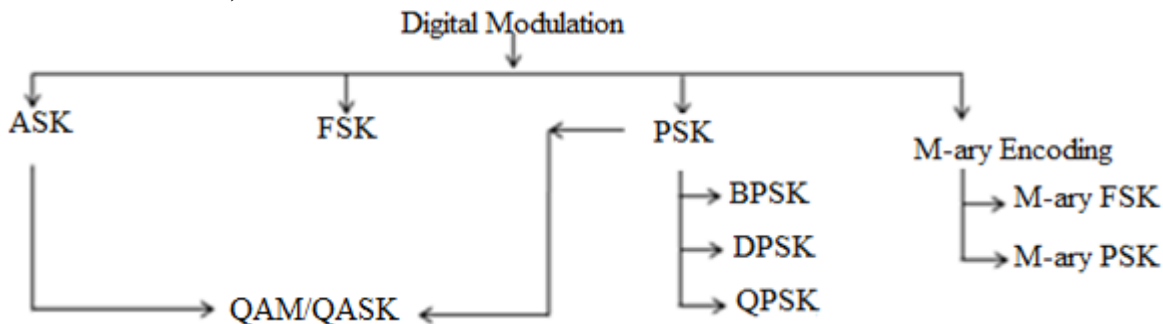 Digital Modulation
ASK
FSK
PSK
M-ary Encoding
BPSK
M-ary FSK
DPSK
M-ary PSK
QAM/QASK
QPSK